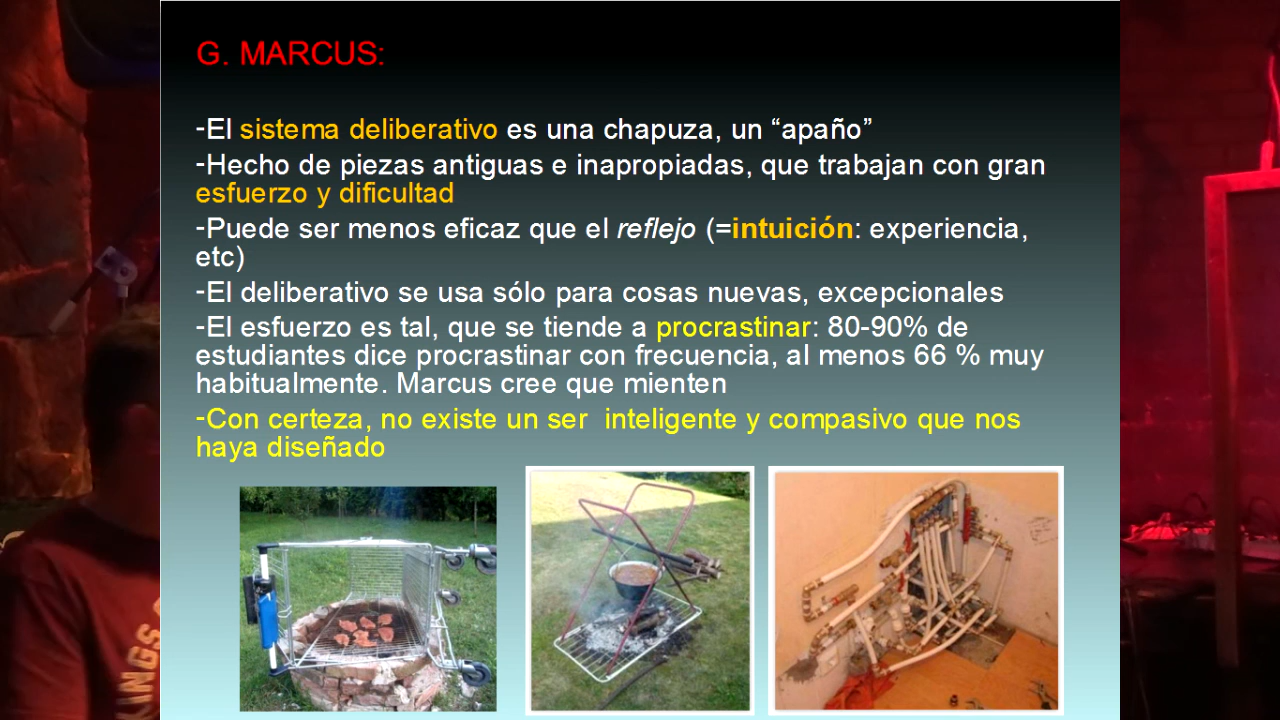 G. MARCUS:
-El sistema deliberativo es una chapuza, un “apaño”
-Hecho de piezas antiguas e inapropiadas, que trabajan con gran
esfuerzo y dificultad
-Puede ser menos eficaz que el reflejo (=intuición: experiencia,
etc)
-El deliberativo se usa sólo para cosas nuevas, excepcionales
-El esfuerzo es tal, que se tiende a procrastinar: 80-90% de
estudiantes dice procrastinar con frecuencia, al menos 66 % muy
habitualmente. Marcus cree que mienten
-Con certeza, no existe un ser  inteligente y compasivo que nos
haya diseñado
KINGS